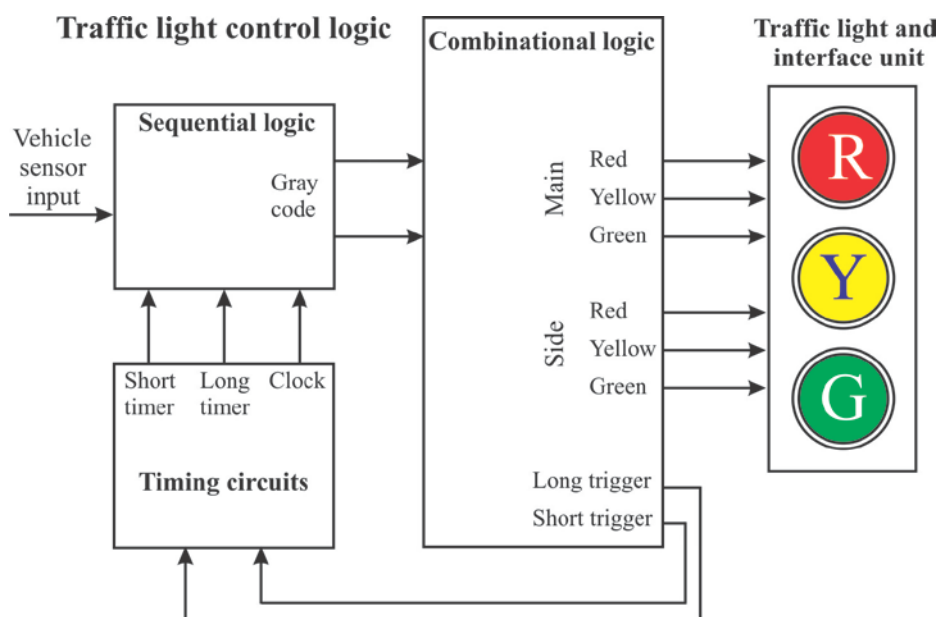 Traffic light control logic
Combinational logic
Traffic light and
interface unit
Sequential logic
Vehicle
sensor
input
Gray
code
Main
Red
Yellow
Green
Side
Red
Yellow
Green
R
Y
G
Short
timer
Long
timer
Clock
Timing circuits
Long trigger
Short trigger